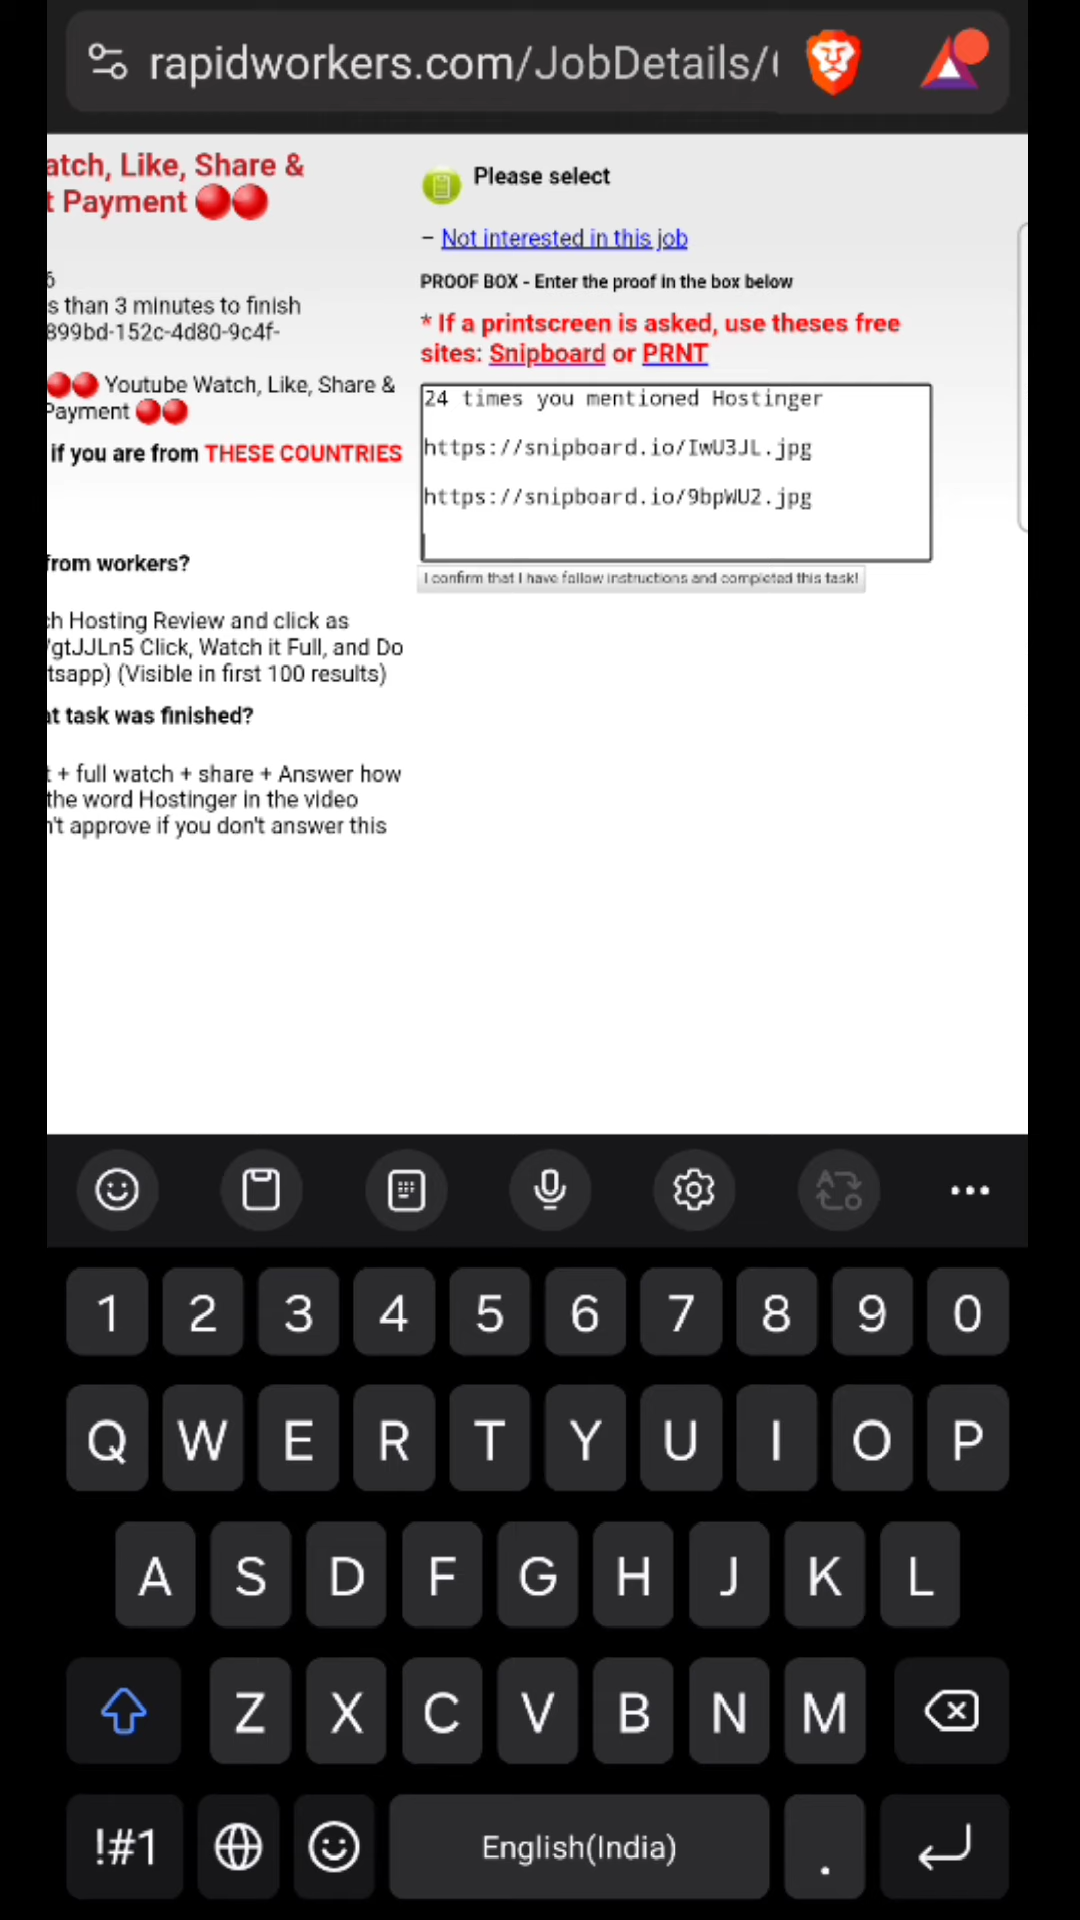 rapidworkers.com/JobDetails/
atch, Like, Share &
t Payment
6
s than 3 minutes to finish
899bd-152c-4d80-9c4f-
Youtube Watch, Like, Share &
Payment
if you are from THESE COUNTRIES
from workers?
ch Hosting Review and click as
/gtJJLn5 Click, Watch it Full, and Do
tsapp) (Visible in first 100 results)
at task was finished?
t + full watch + share + Answer how
the word Hostinger in the video
n't approve if you don't answer this
Please select
– Not interested in this job
PROOF BOX - Enter the proof in the box below
* If a printscreen is asked, use theses free
sites: Snipboard or PRNT
24 times you mentioned Hostinger
https://snipboard.io/IwU3JL.jpg
https://snipboard.io/9bpWU2.jpg
I confirm that I have follow instructions and completed this task!
1 2 3 4 5 6 7 8 9 0
Q W E R T Y U I O P
A S D F G H J K L
Z X C V B N M
!#1 English(India) .